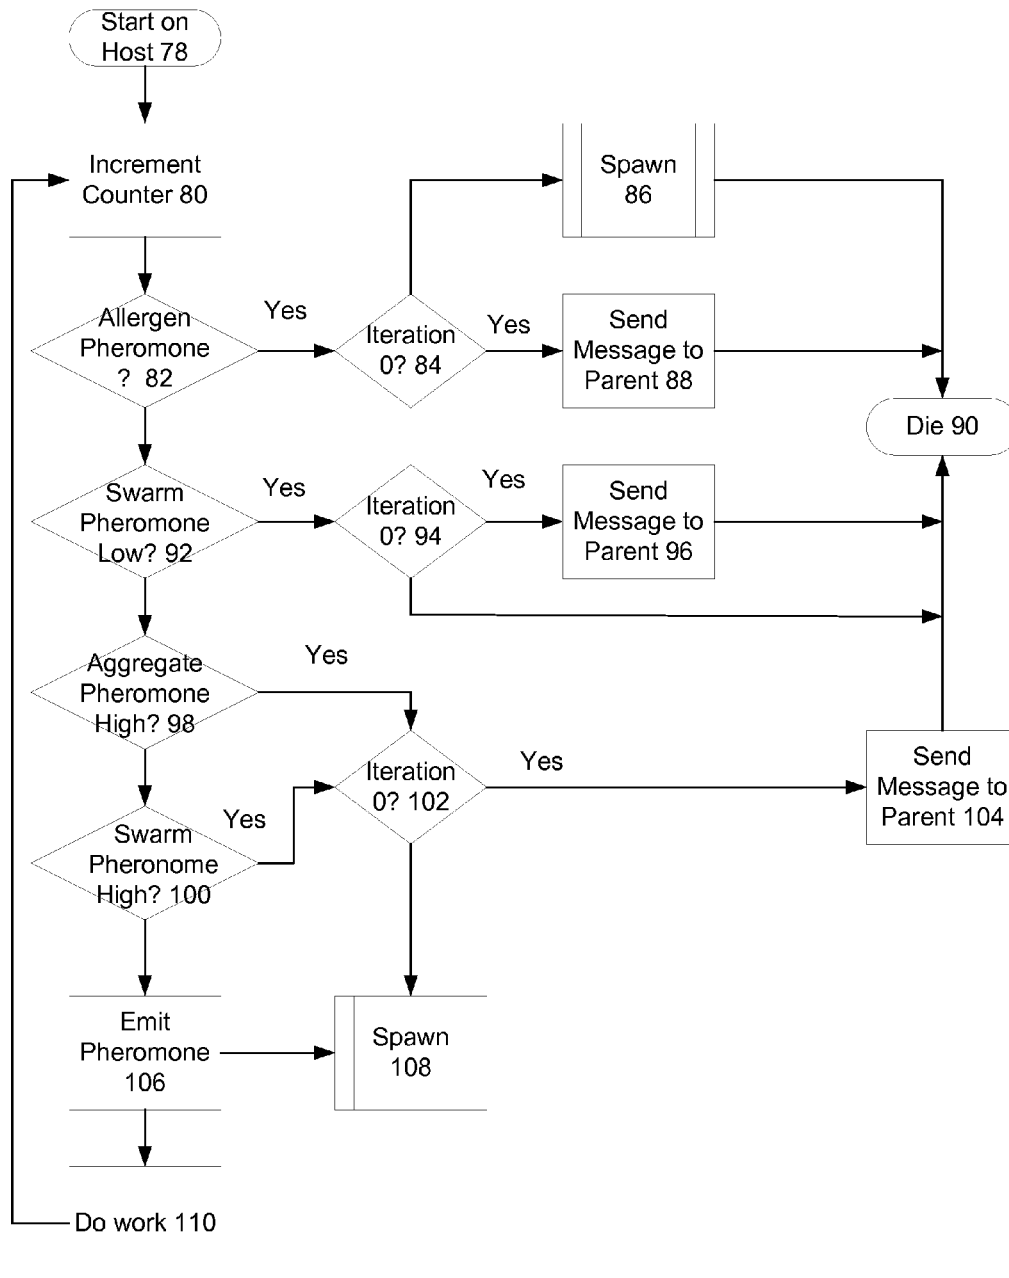 Start on
Host 78
Increment
Counter 80
Spawn
86
Allergen
Pheromone
? 82
Yes
Iteration
0? 84
Yes
Send
Message to
Parent 88
Die 90
Swarm
Pheromone
Low? 92
Yes
Iteration
0? 94
Yes
Send
Message to
Parent 96
Aggregate
Pheromone
High? 98
Yes
Iteration
0? 102
Yes
Send
Message to
Parent 104
Swarm
Pheronome
High? 100
Yes
Emit
Pheromone
106
Spawn
108
Do work 110